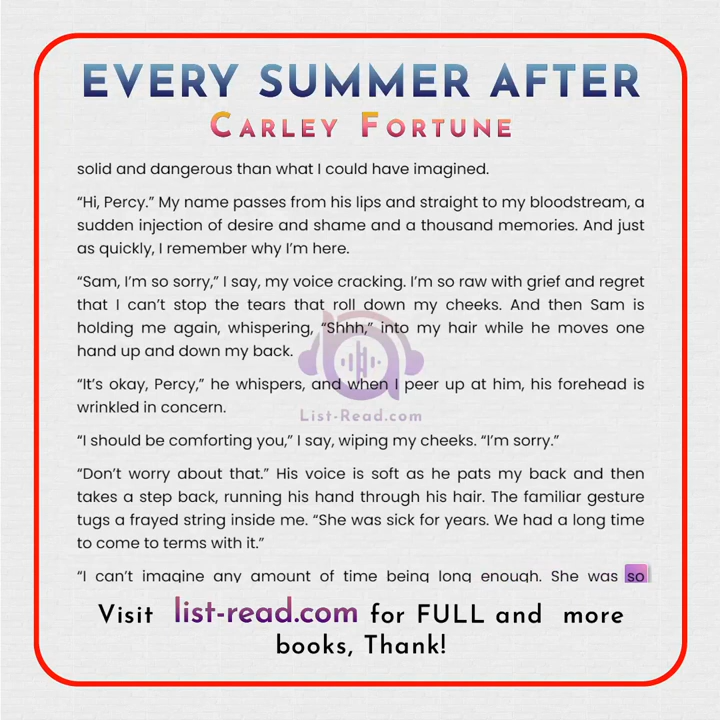 EVERY SUMMER AFTER
CARLEY FORTUNE
solid and dangerous than what I could have imagined.
“Hi, Percy.” My name passes from his lips and straight to my bloodstream, a
sudden injection of desire and shame and a thousand memories. And just
as quickly, I remember why I’m here.
“Sam, I’m so sorry,” I say, my voice cracking. I’m so raw with grief and regret
that I can’t stop the tears that roll down my cheeks. And then Sam is
holding me again, whispering, “Shhh,” into my hair while he moves one
hand up and down my back.
“It’s okay, Percy,” he whispers, and when I peer up at him, his forehead is
wrinkled in concern.
List-Read.com
“I should be comforting you,” I say, wiping my cheeks. “I’m sorry.”
“Don’t worry about that.” His voice is soft as he pats my back and then
takes a step back, running his hand through his hair. The familiar gesture
tugs a frayed string inside me. “She was sick for years. We had a long time
to come to terms with it.”
“I can’t imagine any amount of time being long enough. She was so
Visit list-read.com for FULL and more
books, Thank!